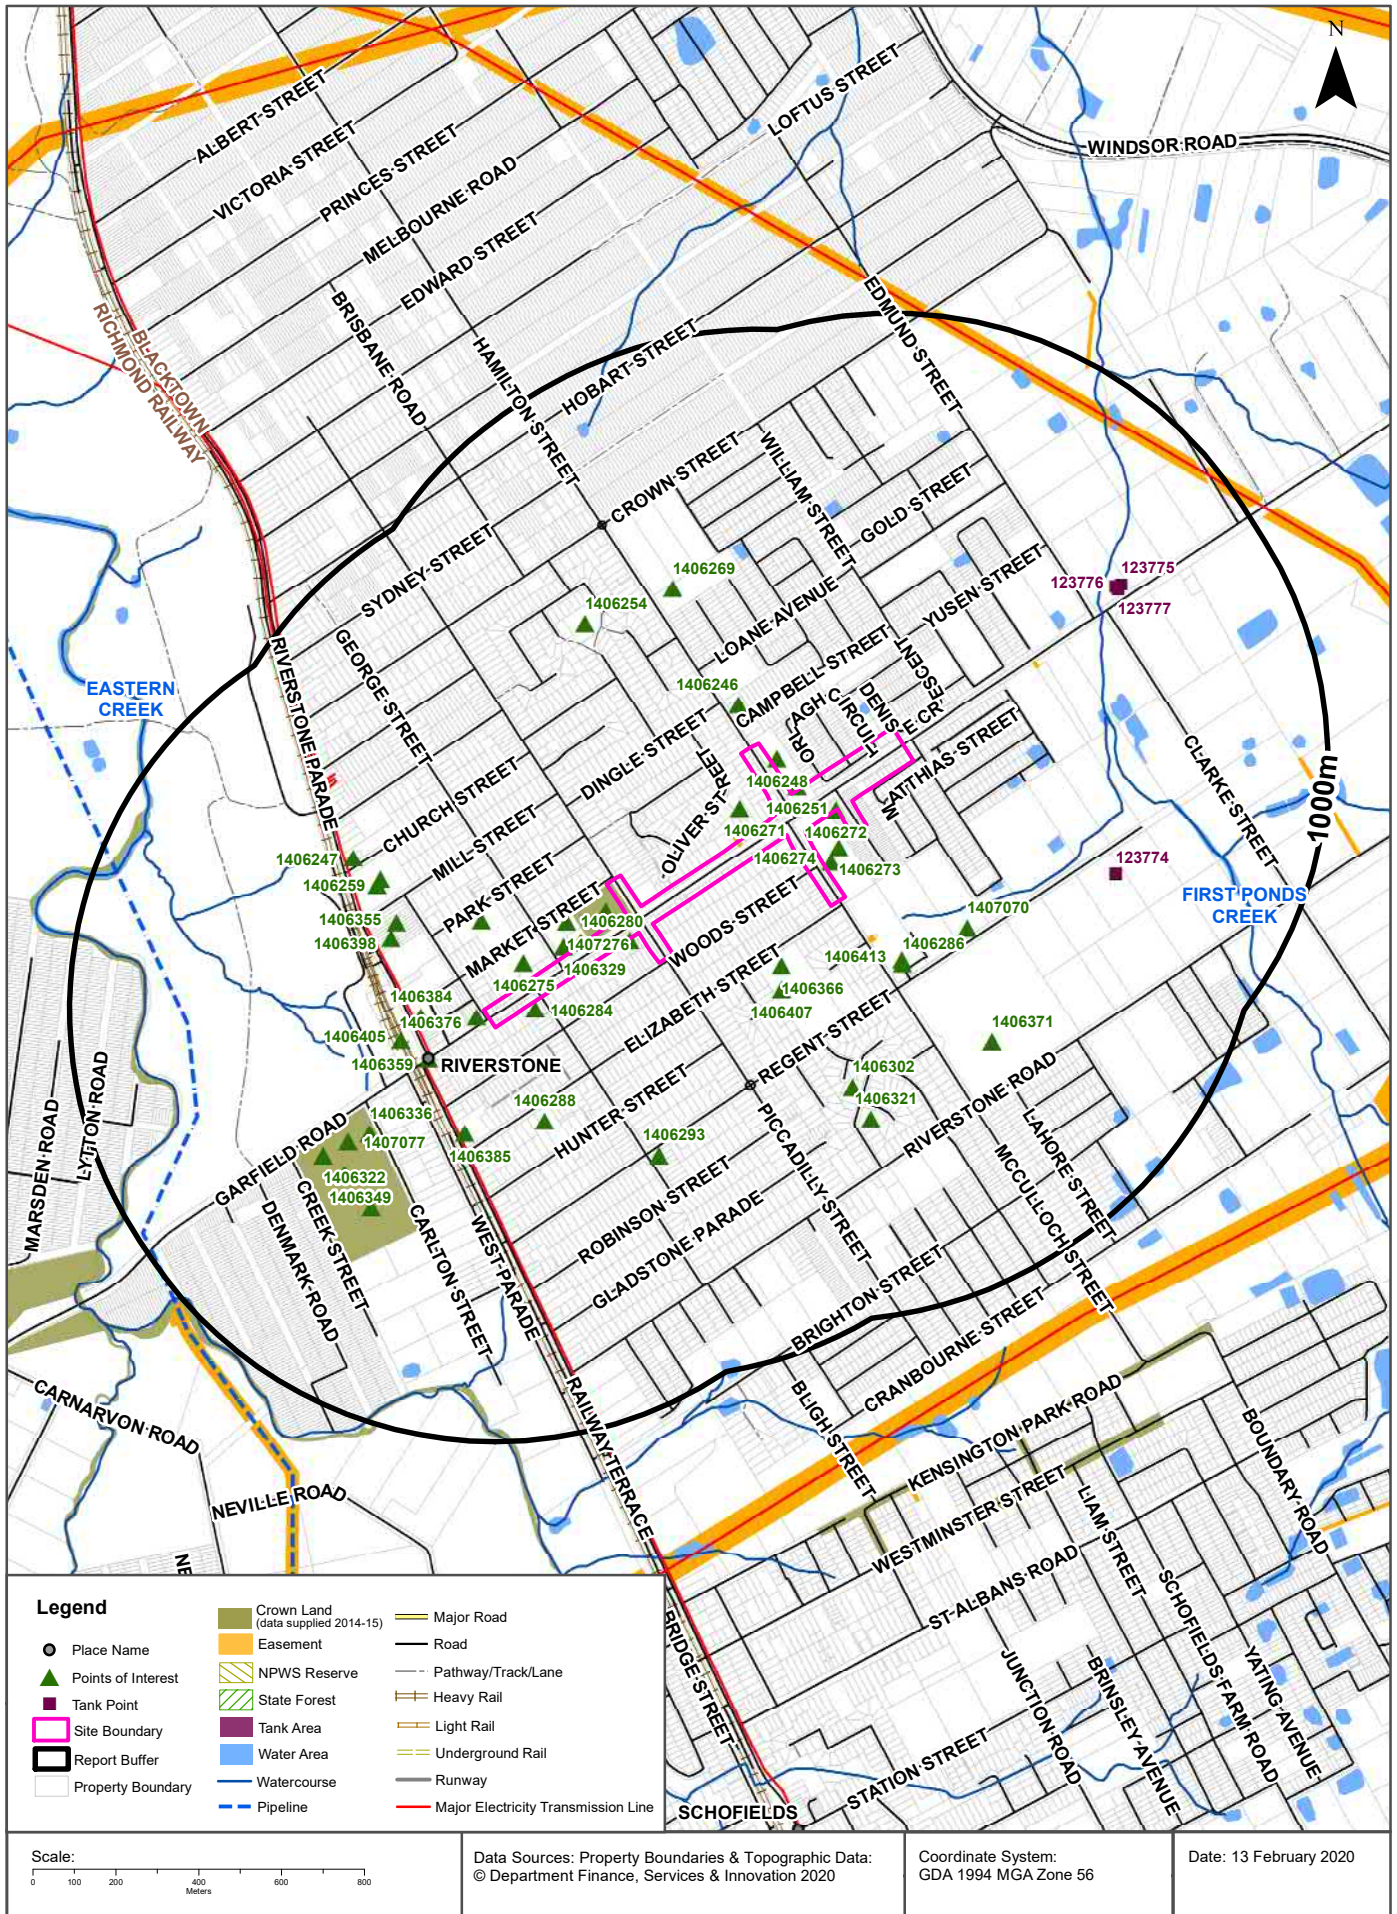 N
LOFTUS STREET
ALBERT STREET
WINDSOR ROAD
VICTORIA STREET
PRINCES STREET
MELBOURNE ROAD
EDWARD STREET
EDMUND STREET
BRISBANE ROAD
BLACKTOWN
RICHMOND RAILWAY
HAMILTON STREET
HOBART STREET
CROWN STREET
WILLIAM STREET
GOLD STREET
SYDNEY STREET
1406269
1406254
123775
123776
123777
LOANE AVENUE
YUSEN STREET
GEORGE STREET
RIVERSTONE PARADE
EASTERN
CREEK
1406246
CAMPBELL STREET
ORLAGH CIRCUIT
DENISE CRESCENT
MATTHIAS STREET
DINGLE STREET
OLIVER STREET
CLARKE STREET
1000m
CHURCH STREET
MILL STREET
1406248
1406251
1406271
1406272
1406247
1406274
1406273
123774
1406259
PARK STREET
MARKET STREET
WOODS STREET
FIRST PONDS
CREEK
1406355
1406398
1406280
1407276
1407070
1406286
1406413
1406329
1406275
ELIZABETH STREET
1406366
1406384
1406376
1406284
1406407
1406405
1406359
RIVERSTONE
REGENT STREET
1406371
LYTTON ROAD
MARSDEN ROAD
1406302
1406321
RIVERSTONE ROAD
1406288
HUNTER STREET
1406336
1407077
1406293
GARFIELD ROAD
1406385
1406322
1406349
PICCADILLY STREET
LAHORE STREET
MCCULLOCH STREET
ROBINSON STREET
GLADSTONE PARADE
CREEK STREET
DENMARK ROAD
CARLTON STREET
WEST PARADE
BRIGHTON STREET
CRANBOURNE STREET
CARNARVON ROAD
RAILWAY TERRACE
BLIGH STREET
KENSINGTON PARK ROAD
BOUNDARY ROAD
NEVILLE ROAD
WESTMINSTER STREET
LIAM STREET
NE
ST ALBANS ROAD
SCHOFIELDS FARM ROAD
YATING AVENUE
BRIDGE STREET
JUNCTION ROAD
BRINSLEY AVENUE
STATION STREET
SCHOFIELDS
Legend
Place Name
Points of Interest
Tank Point
Site Boundary
Report Buffer
Property Boundary
Crown Land
(data supplied 2014-15)
Easement
NPWS Reserve
State Forest
Tank Area
Water Area
Watercourse
Pipeline
Major Road
Road
Pathway/Track/Lane
Heavy Rail
Light Rail
Underground Rail
Runway
Major Electricity Transmission Line
Scale:
0 100 200 400 600 800
Meters
Data Sources: Property Boundaries & Topographic Data:
© Department Finance, Services & Innovation 2020
Coordinate System:
GDA 1994 MGA Zone 56
Date: 13 February 2020